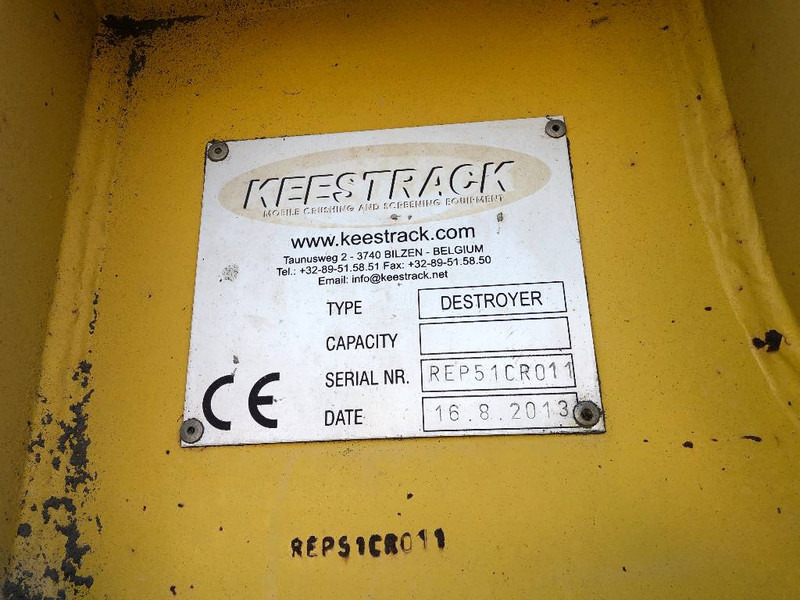 KEESTRACK
MOBILE CRUSHING AND SCREENING EQUIPMENT
www.keestrack.com
Taunusweg 2 - 3740 BILZEN - BELGIUM
Tel.: +32-89-51.58.51 Fax: +32-89-51.58.50
Email: info@keestrack.net
TYPE DESTROYER
CAPACITY
SERIAL NR. REP51CR011
CE DATE 16.8.2013
REP51CR011